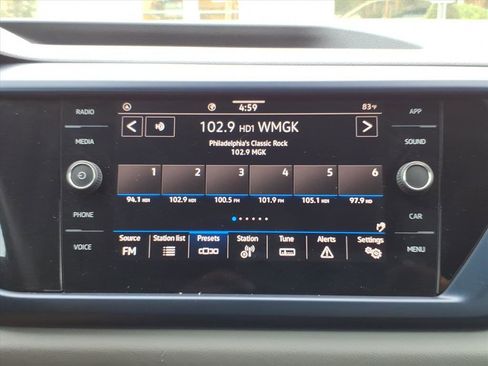 4:59
83°F
RADIO
APP
102.9 HD1 WMGK
MEDIA
SOUND
Philadelphia's Classic Rock
102.9 MGK
1 2 3 4 5 6
94.1 HD1 102.9 HD1 100.5 FM 101.9 FM 105.1 HD1 97.9 HD
PHONE
CAR
Source Station list Presets Station Tune Alerts Settings
VOICE
FM
MENU